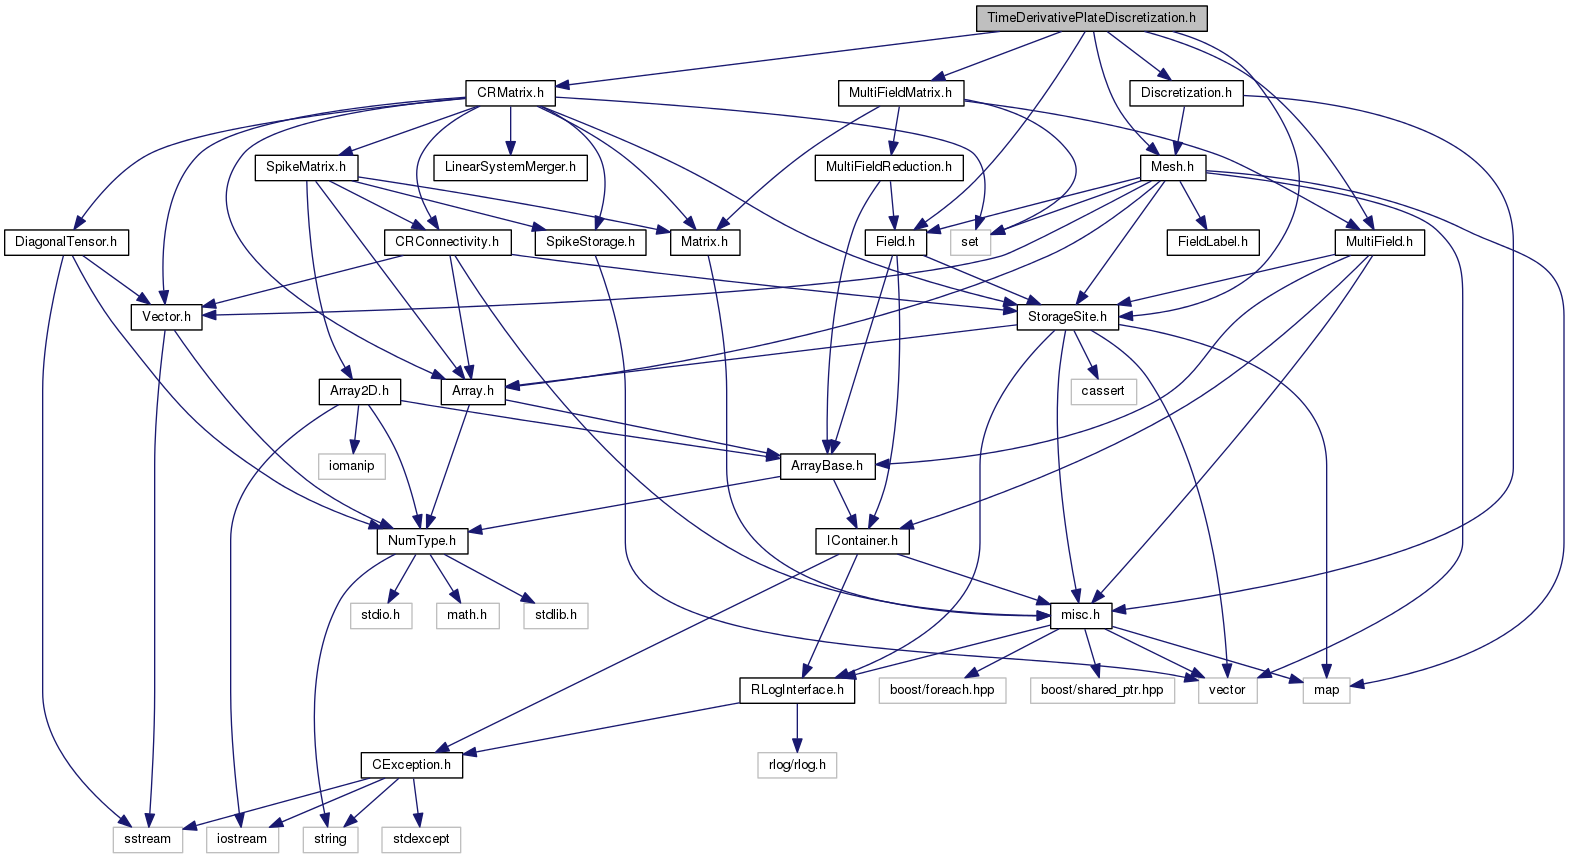 TimeDerivativePlateDiscretization.h
CRMatrix.h
MultiFieldMatrix.h
Discretization.h
SpikeMatrix.h
LinearSystemMerger.h
MultiFieldReduction.h
Mesh.h
DiagonalTensor.h
CRConnectivity.h
SpikeStorage.h
Matrix.h
Field.h
set
FieldLabel.h
MultiField.h
Vector.h
StorageSite.h
Array2D.h
Array.h
cassert
iomanip
ArrayBase.h
NumType.h
IContainer.h
stdio.h
math.h
stdlib.h
misc.h
RLogInterface.h
boost/foreach.hpp
boost/shared_ptr.hpp
vector
map
CException.h
rlog/rlog.h
sstream
iostream
string
stdexcept